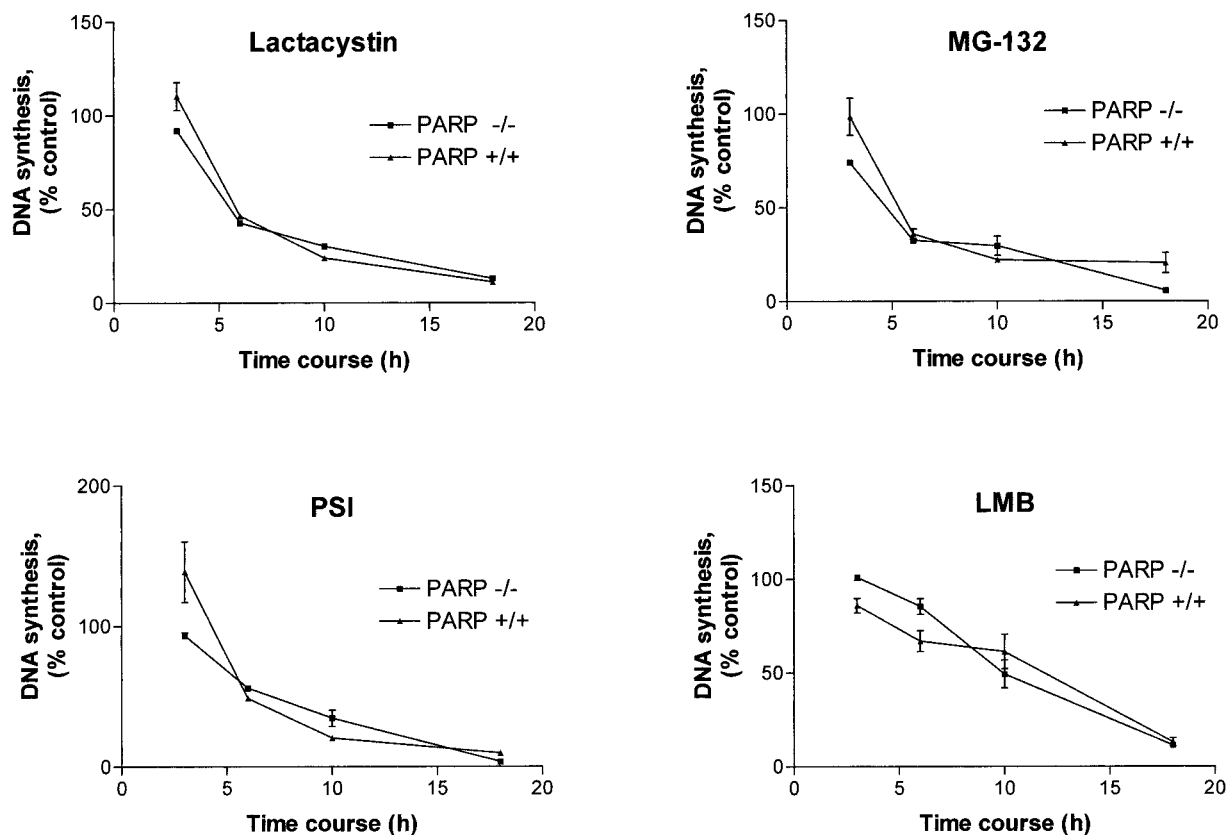 Lactacystin
DNA synthesis,
(% control)
150
100
50
0
PARP -/-
PARP +/+
0 5 10 15 20
Time course (h)
MG-132
DNA synthesis,
(% control)
150
100
50
0
PARP -/-
PARP +/+
0 5 10 15 20
Time course (h)
PSI
DNA synthesis,
(% control)
200
100
0
PARP -/-
PARP +/+
0 5 10 15 20
Time course (h)
LMB
DNA synthesis,
(% control)
150
100
50
0
PARP -/-
PARP +/+
0 5 10 15 20
Time course (h)